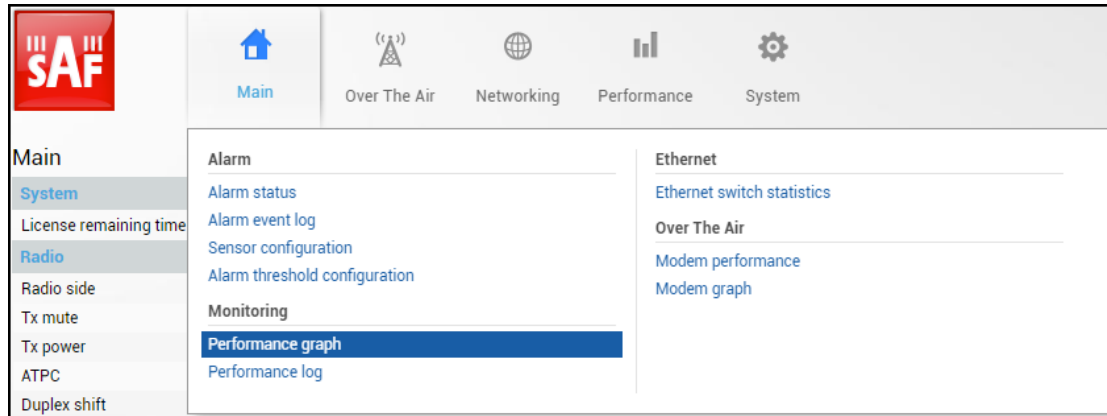 SAF
Main
Over The Air
Networking
Performance
System
Main
System
License remaining time
Radio
Radio side
Tx mute
Tx power
ATPC
Duplex shift
Alarm
Alarm status
Alarm event log
Sensor configuration
Alarm threshold configuration
Monitoring
Performance graph
Performance log
Ethernet
Ethernet switch statistics
Over The Air
Modem performance
Modem graph